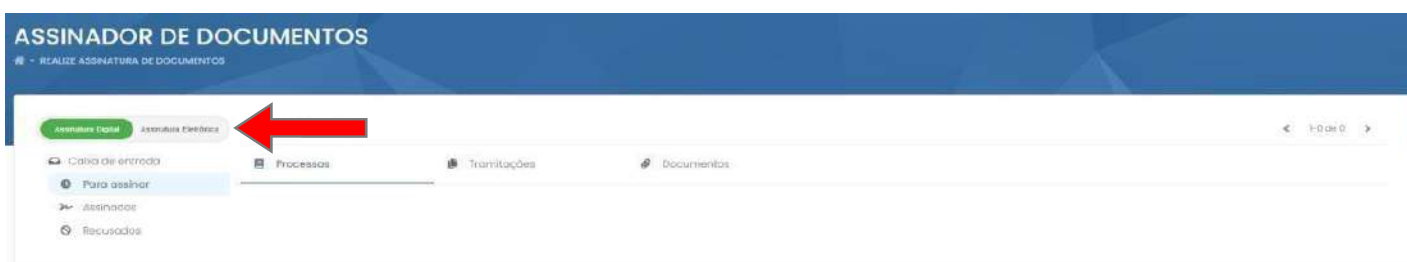 ASSINADOR DE DOCUMENTOS
- REALIZE ASSINATURA DE DOCUMENTOS
Assinatura Digital Assinatura Eletrônica
1-0 de 0
Caixa de entrada
Processos Tramitações Documentos
Para assinar
Assinados
Recusados